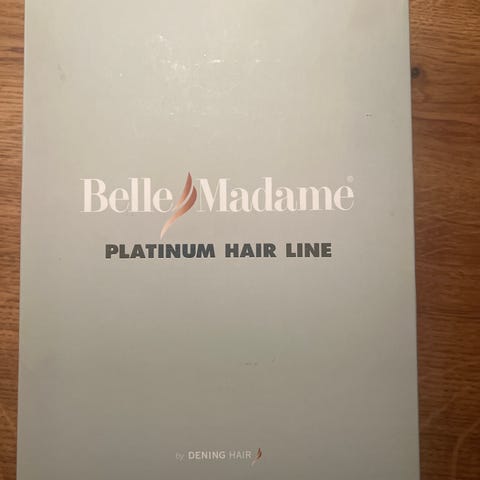 Belle Madame®
PLATINUM HAIR LINE
by DENING HAIR